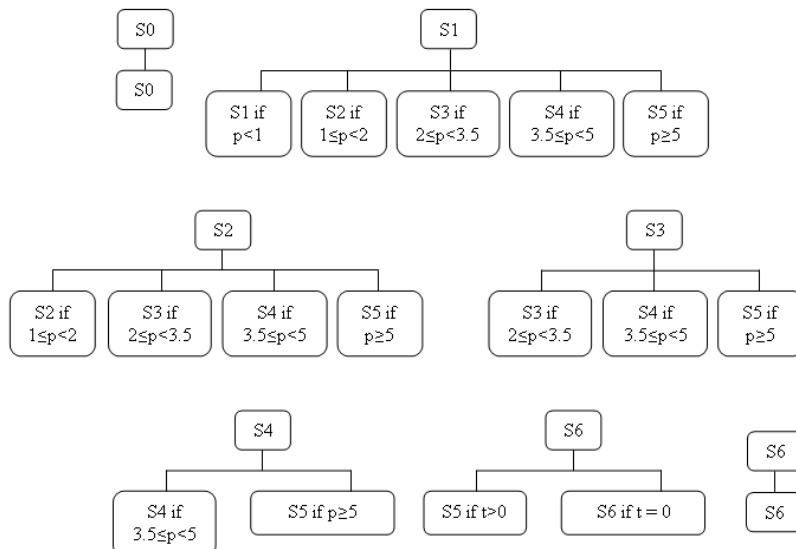 S0
S1
S0
S1 if
p<1
S2 if
1≤p<2
S3 if
2≤p<3.5
S4 if
3.5≤p<5
S5 if
p≥5
S2
S3
S2 if
1≤p<2
S3 if
2≤p<3.5
S4 if
3.5≤p<5
S5 if
p≥5
S3 if
2≤p<3.5
S4 if
3.5≤p<5
S5 if
p≥5
S4
S6
S6
S4 if
3.5≤p<5
S5 if p≥5
S5 if t>0
S6 if t = 0
S6